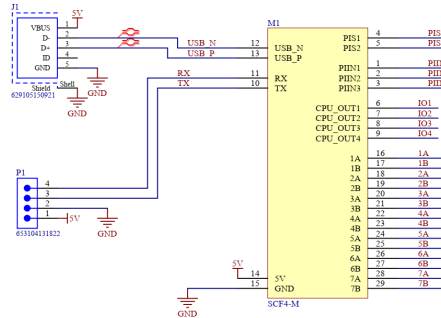 J1
VBUS 1 5V
D- 2 USB_N 12 USB_N
D+ 3 USB_P 13 USB_P
ID 4
GND 5
Shield Shell
GND
GND
629105150921
M1
RX 11 RX
TX 10 TX
P1
4
3
2
1 5V
GND
653104131822
5V 14 5V
15 GND
GND
PIS1 4 PIS
PIS2 5 PIS
PIIN1 1
PIIN2 2
PIIN3 3
CPU_OUT1 6 IO1
CPU_OUT2 7 IO2
CPU_OUT3 8 IO3
CPU_OUT4 9 IO4
1A 16 1A
1B 17 1B
2A 18 2A
2B 19 2B
3A 20 3A
3B 21 3B
4A 22 4A
4B 23 4B
5A 24 5A
5B 25 5B
6A 26 6A
6B 27 6B
7A 28 7A
7B 29 7B
SCF4-M